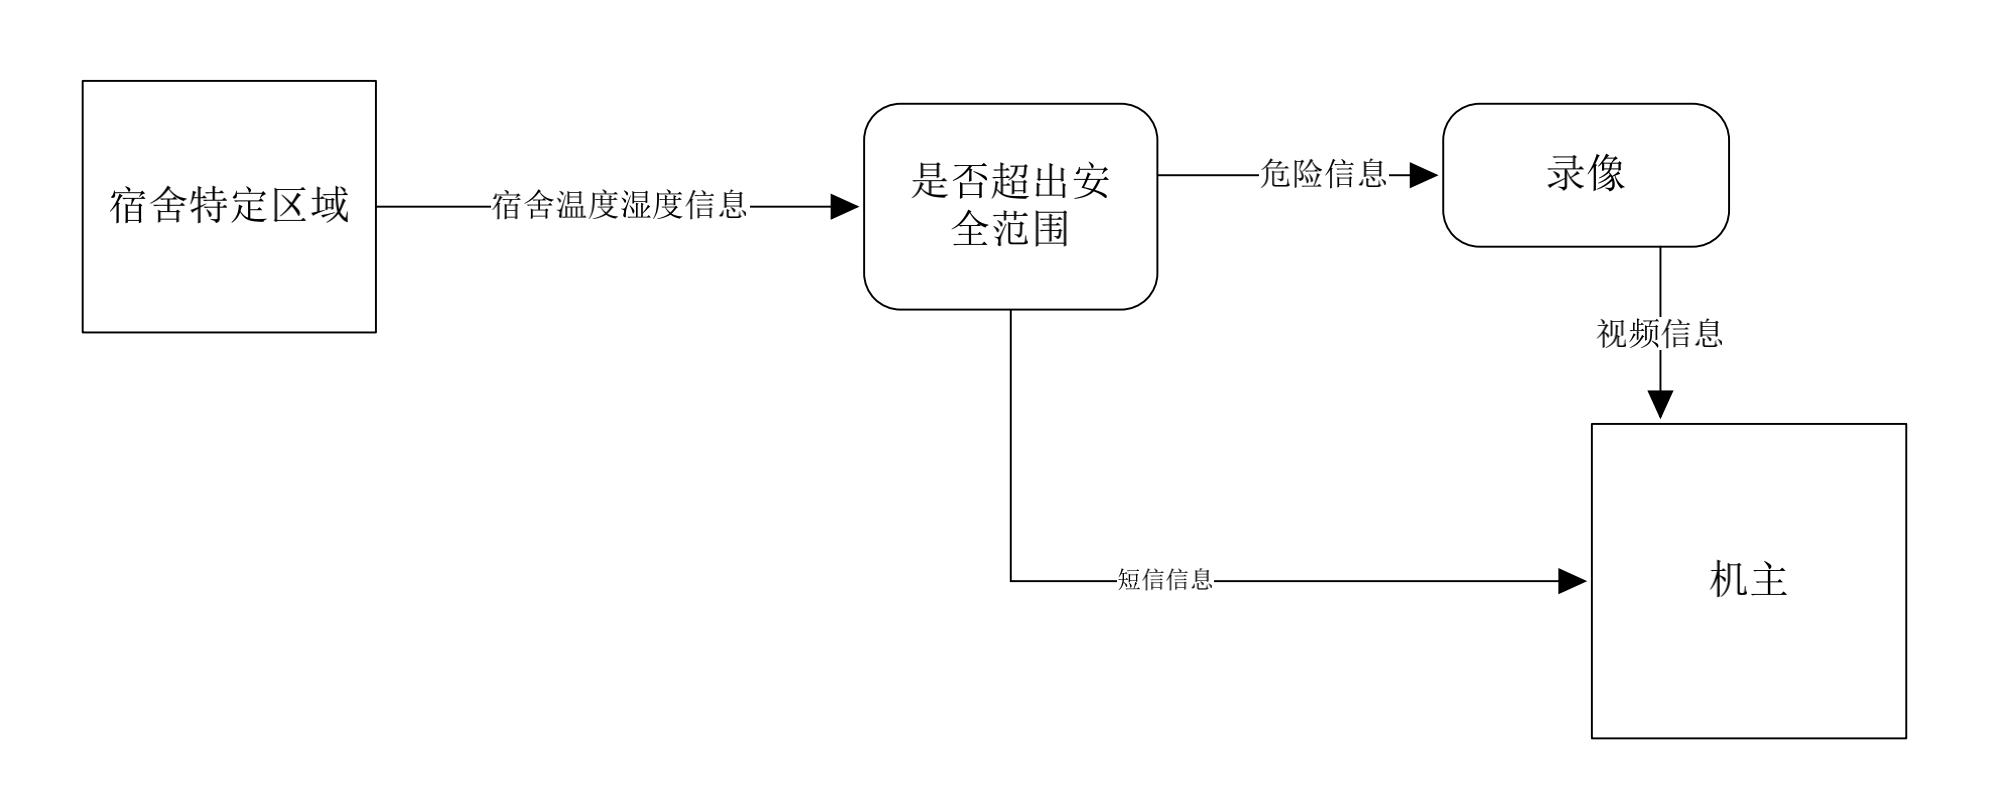 宿舍特定区域
宿舍温度湿度信息
是否超出安
全范围
危险信息
录像
视频信息
短信信息
机主